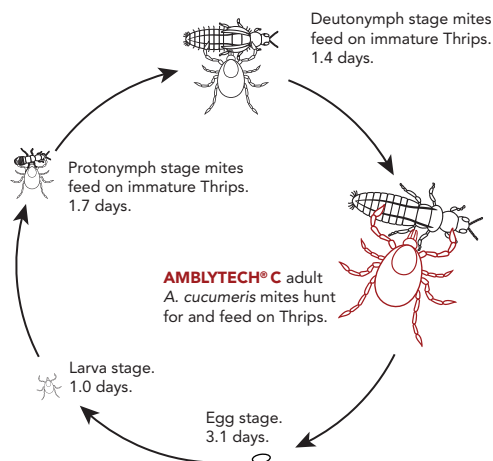 Deutonymph stage mites
feed on immature Thrips.
1.4 days.
Protonymph stage mites
feed on immature Thrips.
1.7 days.
AMBLYTECH® C adult
A. cucumeris mites hunt
for and feed on Thrips.
Larva stage.
1.0 days.
Egg stage.
3.1 days.